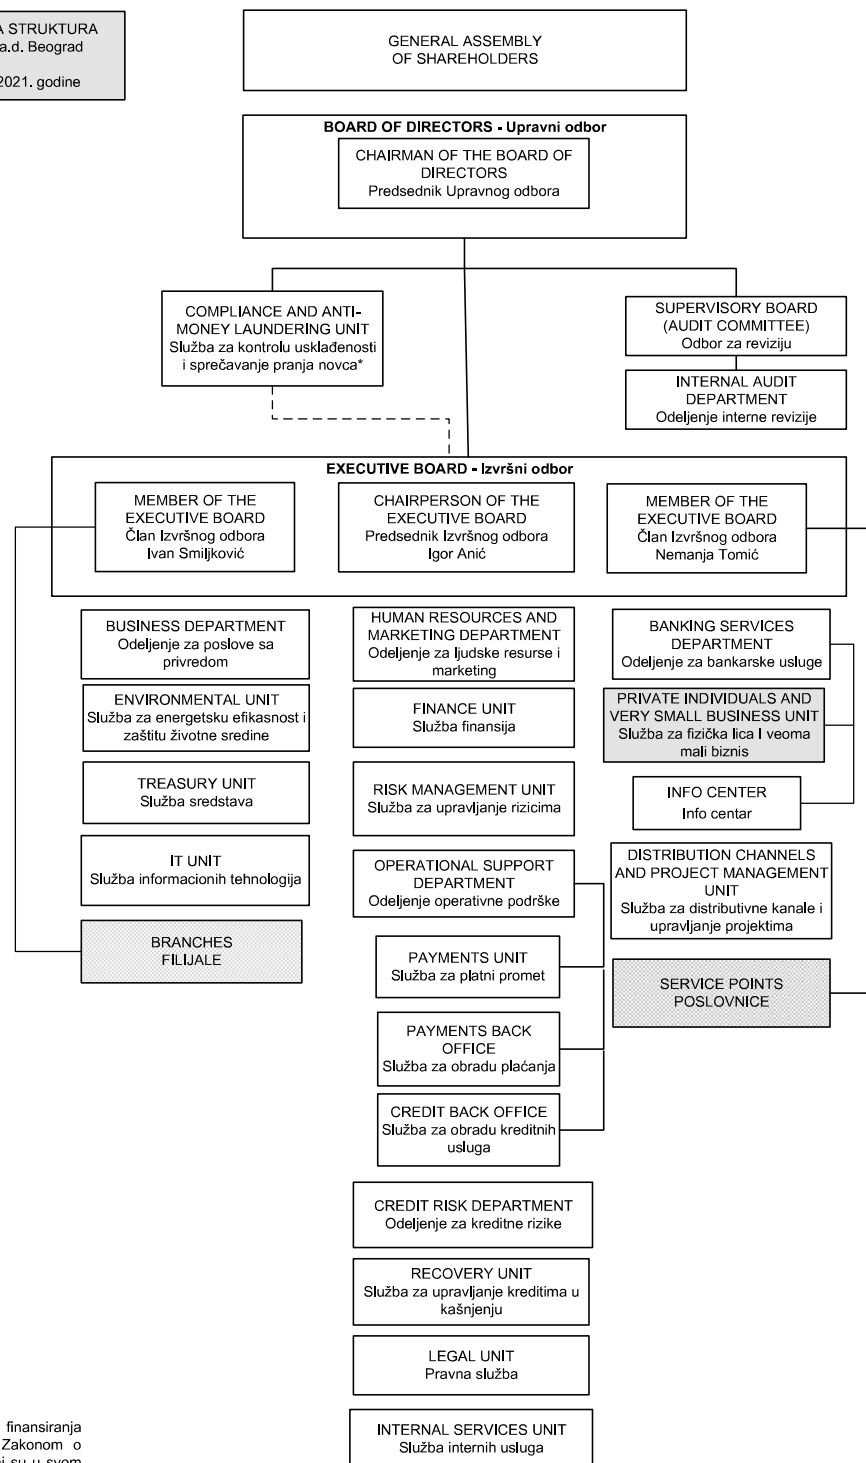 A STRUKTURA
a.d. Beograd
2021. godine
GENERAL ASSEMBLY
OF SHAREHOLDERS
BOARD OF DIRECTORS - Upravni odbor
CHAIRMAN OF THE BOARD OF
DIRECTORS
Predsednik Upravnog odbora
COMPLIANCE AND ANTI-
MONEY LAUNDERING UNIT
Služba za kontrolu usklađenosti
i sprečavanje pranja novca*
SUPERVISORY BOARD
(AUDIT COMMITTEE)
Odbor za reviziju
INTERNAL AUDIT
DEPARTMENT
Odeljenje interne revizije
EXECUTIVE BOARD - Izvršni odbor
MEMBER OF THE
EXECUTIVE BOARD
Član Izvršnog odbora
Ivan Smiljković
CHAIRPERSON OF THE
EXECUTIVE BOARD
Predsednik Izvršnog odbora
Igor Anić
MEMBER OF THE
EXECUTIVE BOARD
Član Izvršnog odbora
Nemanja Tomić
BUSINESS DEPARTMENT
Odeljenje za poslove sa
privredom
ENVIRONMENTAL UNIT
Služba za energetsku efikasnost i
zaštitu životne sredine
TREASURY UNIT
Služba sredstava
IT UNIT
Služba informacionih tehnologija
BRANCHES
FILIJALE
HUMAN RESOURCES AND
MARKETING DEPARTMENT
Odeljenje za ljudske resurse i
marketing
FINANCE UNIT
Služba finansija
RISK MANAGEMENT UNIT
Služba za upravljanje rizicima
OPERATIONAL SUPPORT
DEPARTMENT
Odeljenje operativne podrške
PAYMENTS UNIT
Služba za platni promet
PAYMENTS BACK
OFFICE
Služba za obradu plaćanja
CREDIT BACK OFFICE
Služba za obradu kreditnih
usluga
CREDIT RISK DEPARTMENT
Odeljenje za kreditne rizike
RECOVERY UNIT
Služba za upravljanje kreditima u
kašnjenju
LEGAL UNIT
Pravna služba
INTERNAL SERVICES UNIT
Služba internih usluga
BANKING SERVICES
DEPARTMENT
Odeljenje za bankarske usluge
PRIVATE INDIVIDUALS AND
VERY SMALL BUSINESS UNIT
Služba za fizička lica I veoma
mali biznis
INFO CENTER
Info centar
DISTRIBUTION CHANNELS
AND PROJECT MANAGEMENT
UNIT
Služba za distributivne kanale i
upravljanje projektima
SERVICE POINTS
POSLOVNICE
finansiranja
Zakonom o
su u svom